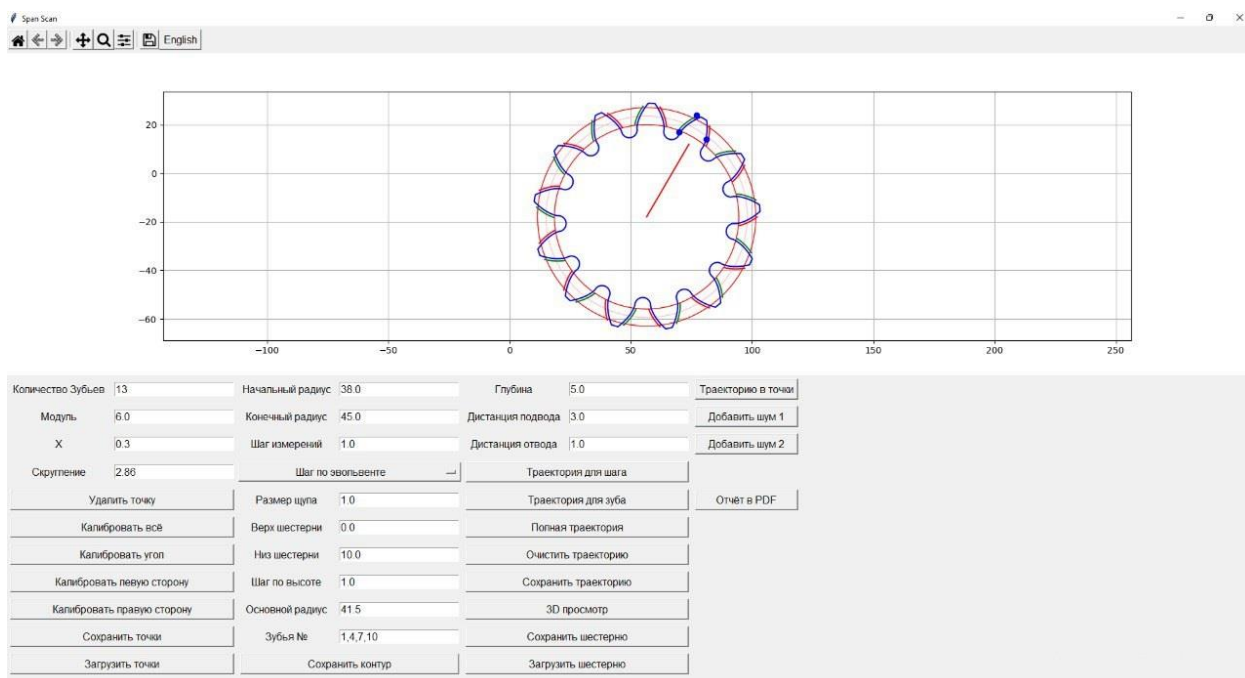 Span Scan
English
20
0
−20
−40
−60
−100 −50 0 50 100 150 200 250
Количество Зубьев 13 Начальный радиус 38.0 Глубина 5.0 Траекторию в точки
Модуль 6.0 Конечный радиус 45.0 Дистанция подвода 3.0 Добавить шум 1
X 0.3 Шаг измерений 1.0 Дистанция отвода 1.0 Добавить шум 2
Скругление 2.86 Шаг по эвольвенте Траектория для шага
Удалить точку Размер щупа 1.0 Траектория для зуба Отчёт в PDF
Калибровать всё Верх шестерни 0.0 Полная траектория
Калибровать угол Низ шестерни 10.0 Очистить траекторию
Калибровать левую сторону Шаг по высоте 1.0 Сохранить траекторию
Калибровать правую сторону Основной радиус 41.5 3D просмотр
Сохранить точки Зубья № 1,4,7,10 Сохранить шестерню
Загрузить точки Сохранить контур Загрузить шестерню